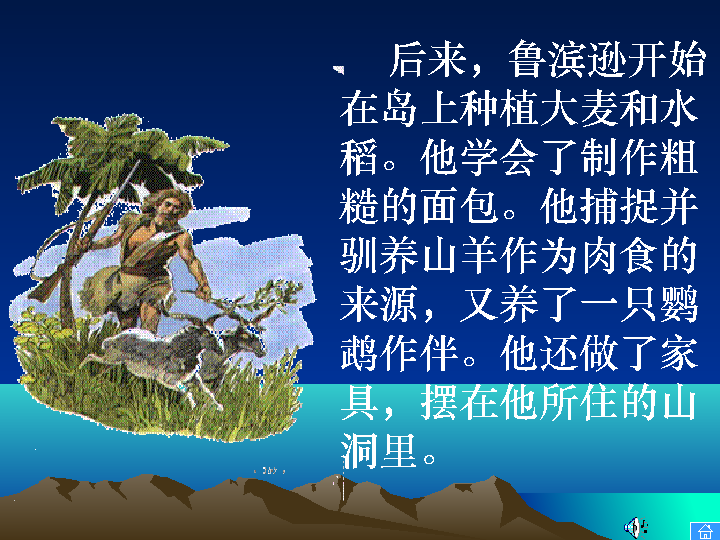 后来，鲁滨逊开始
在岛上种植大麦和水
稻。他学会了制作粗
糙的面包。他捕捉并
驯养山羊作为肉食的
来源，又养了一只鹦
鹉作伴。他还做了家
具，摆在他所住的山
洞里。